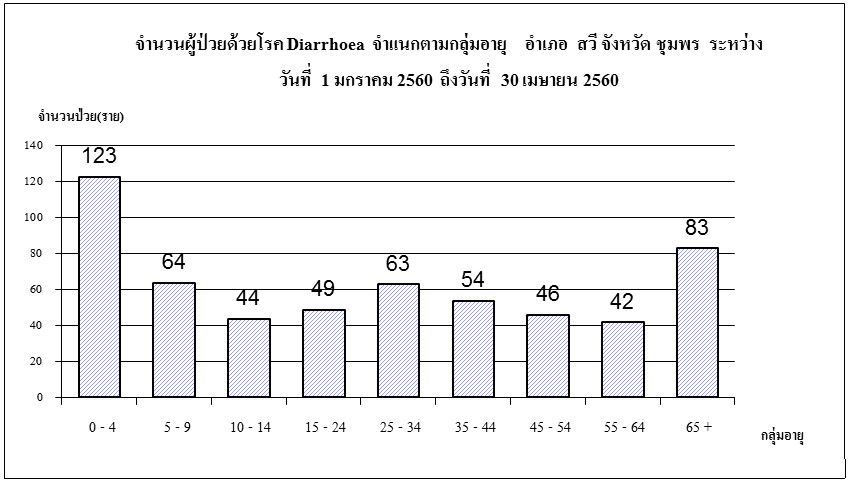 จำนวนผู้ป่วยด้วยโรค Diarrhoea จำแนกตามกลุ่มอายุ อำเภอ สวี จังหวัด ชุมพร ระหว่าง
วันที่ 1 มกราคม 2560 ถึงวันที่ 30 เมษายน 2560
จำนวนป่วย(ราย)
140
120
100
80
60
40
20
0
123
64
44
49
63
54
46
42
83
0 - 4
5 - 9
10 - 14
15 - 24
25 - 34
35 - 44
45 - 54
55 - 64
65 +
กลุ่มอายุ